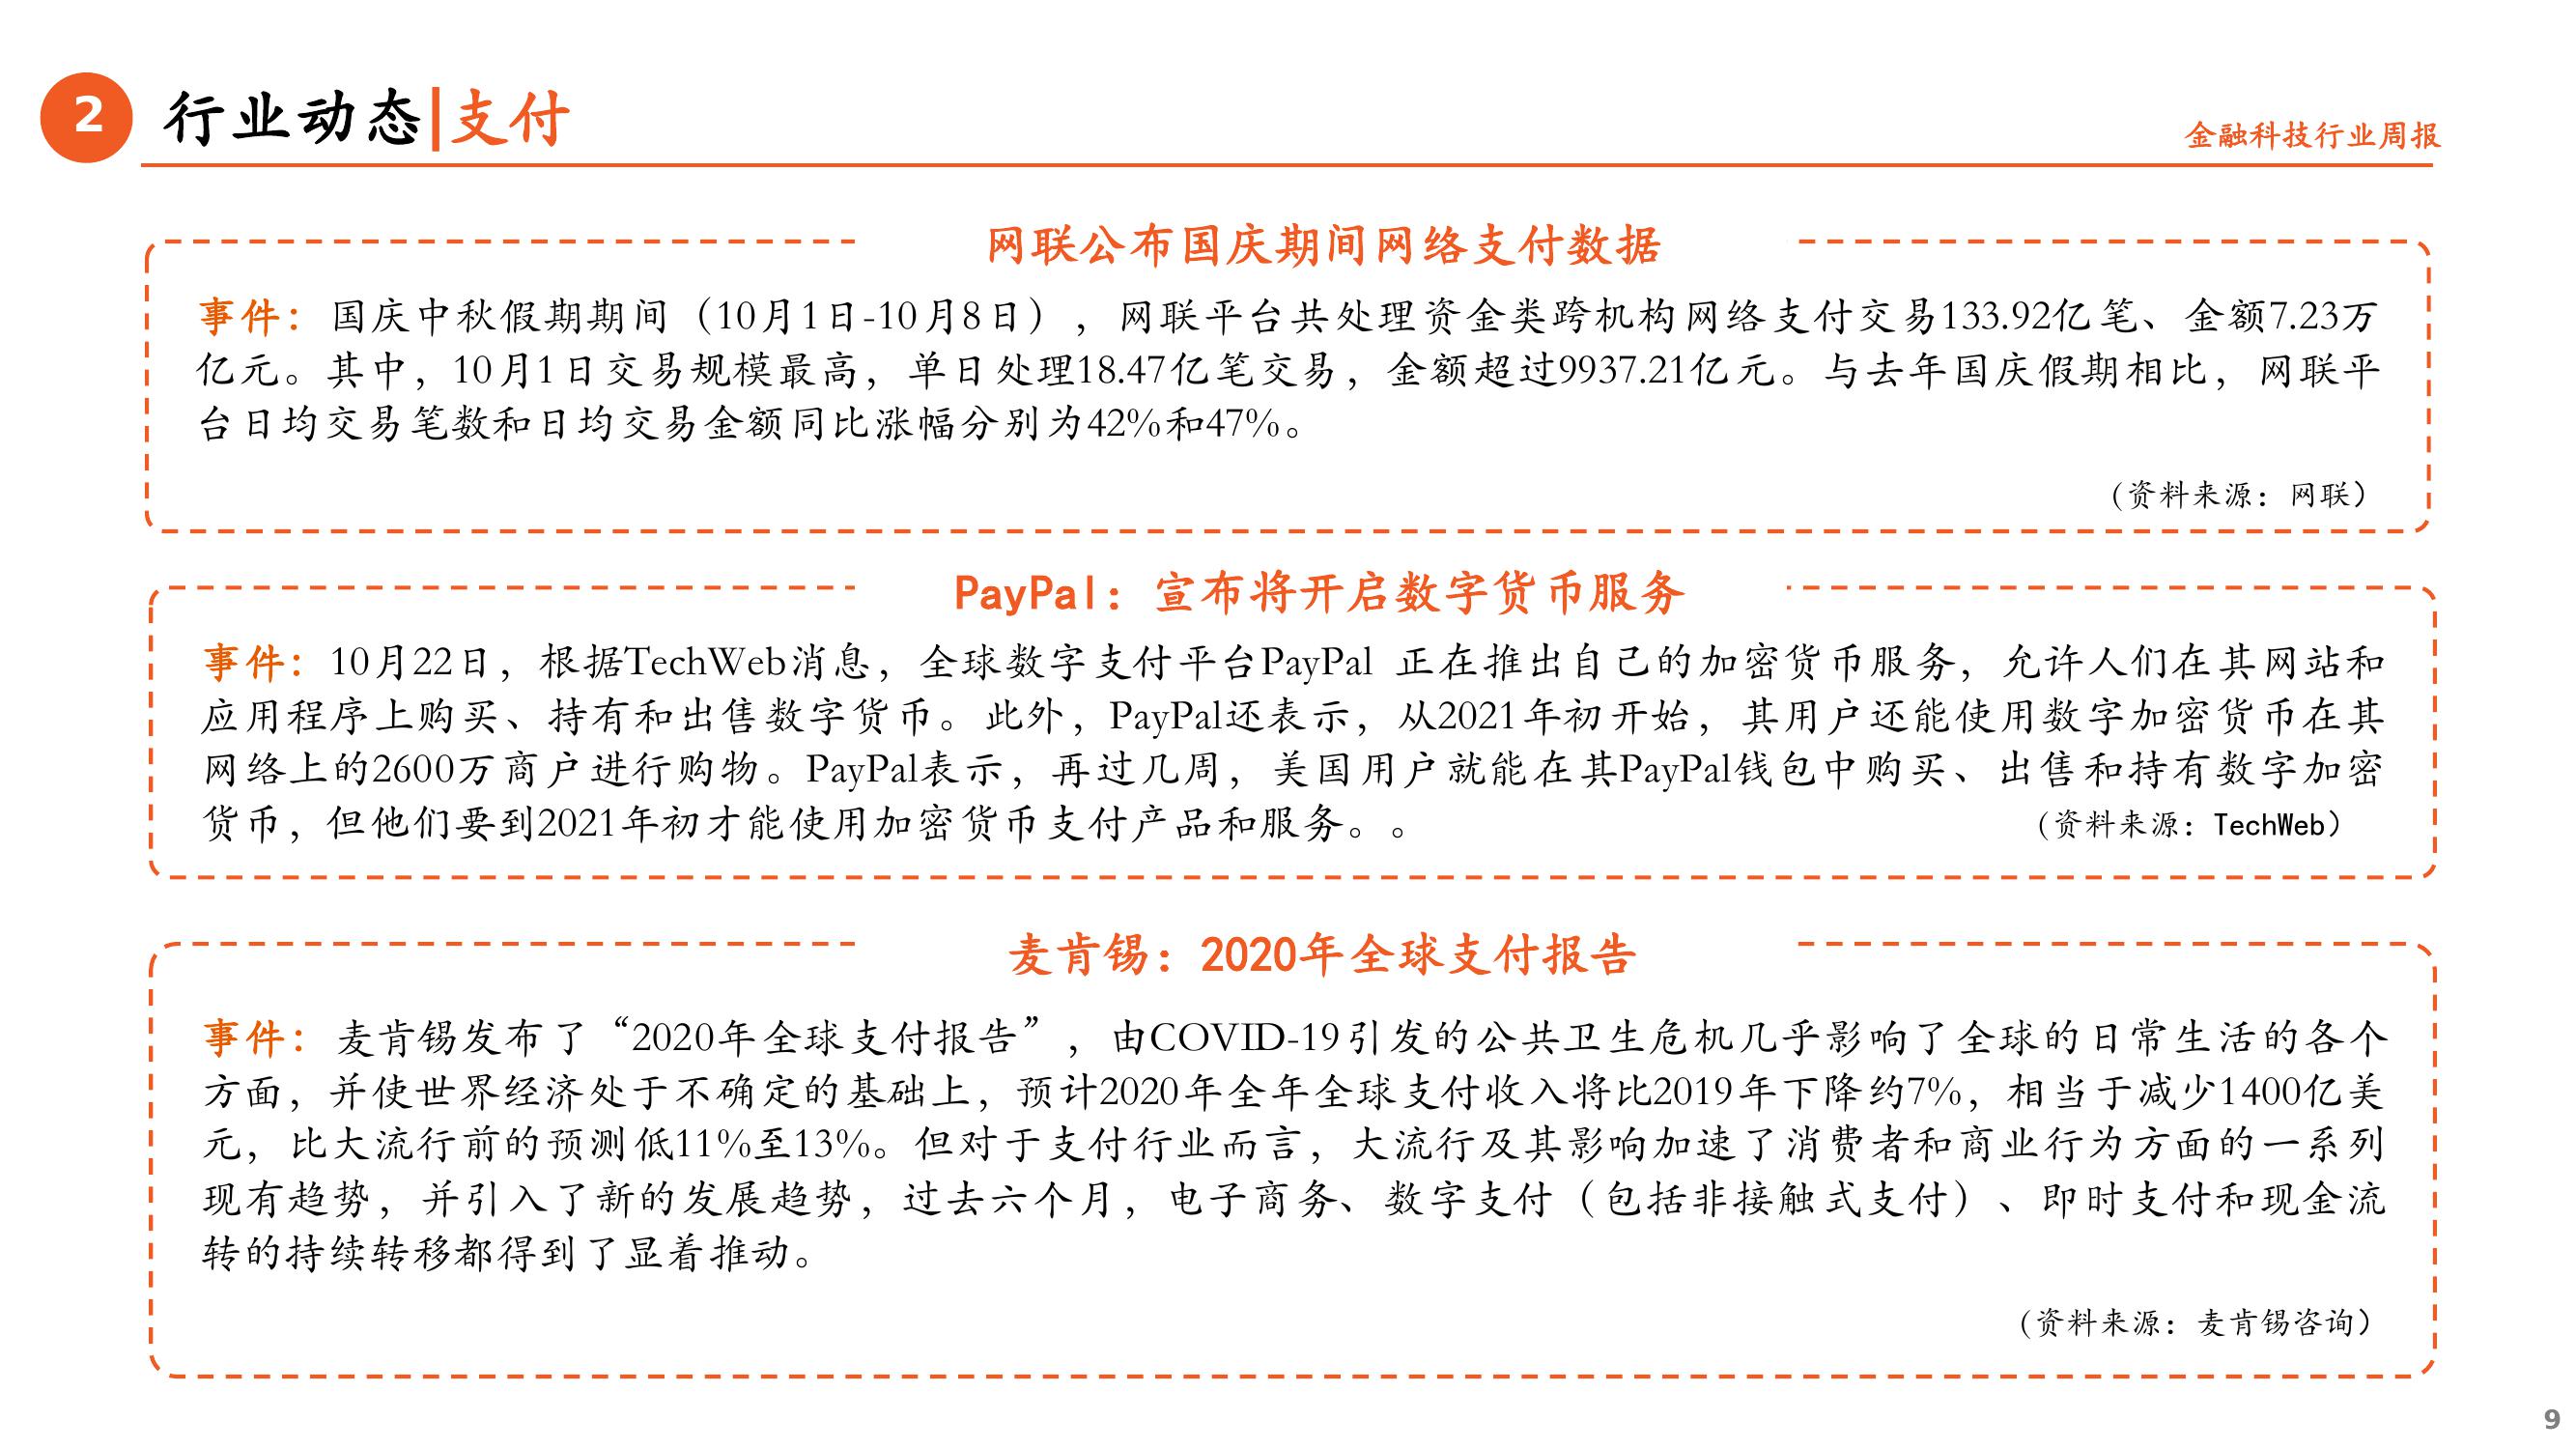 2
行业动态|支付
金融科技行业周报
网联公布国庆期间网络支付数据
事件：国庆中秋假期期间（10月1日-10月8日），网联平台共处理资金类跨机构网络支付交易133.92亿笔、金额7.23万
亿元。其中，10月1日交易规模最高，单日处理18.47亿笔交易，金额超过9937.21亿元。与去年国庆假期相比，网联平
台日均交易笔数和日均交易金额同比涨幅分别为42%和47%。
（资料来源：网联）
PayPal：宣布将开启数字货币服务
事件：10月22日，根据TechWeb消息，全球数字支付平台PayPal 正在推出自己的加密货币服务，允许人们在其网站和
应用程序上购买、持有和出售数字货币。此外，PayPal还表示，从2021年初开始，其用户还能使用数字加密货币在其
网络上的2600万商户进行购物。PayPal表示，再过几周，美国用户就能在其PayPal钱包中购买、出售和持有数字加密
货币，但他们要到2021年初才能使用加密货币支付产品和服务。。
（资料来源：TechWeb）
麦肯锡：2020年全球支付报告
事件：麦肯锡发布了“2020年全球支付报告”，由COVID-19引发的公共卫生危机几乎影响了全球的日常生活的各个
方面，并使世界经济处于不确定的基础上，预计2020年全年全球支付收入将比2019年下降约7%，相当于减少1400亿美
元，比大流行前的预测低11%至13%。但对于支付行业而言，大流行及其影响加速了消费者和商业行为方面的一系列
现有趋势，并引入了新的发展趋势，过去六个月，电子商务、数字支付（包括非接触式支付）、即时支付和现金流
转的持续转移都得到了显着推动。
（资料来源：麦肯锡咨询）
9